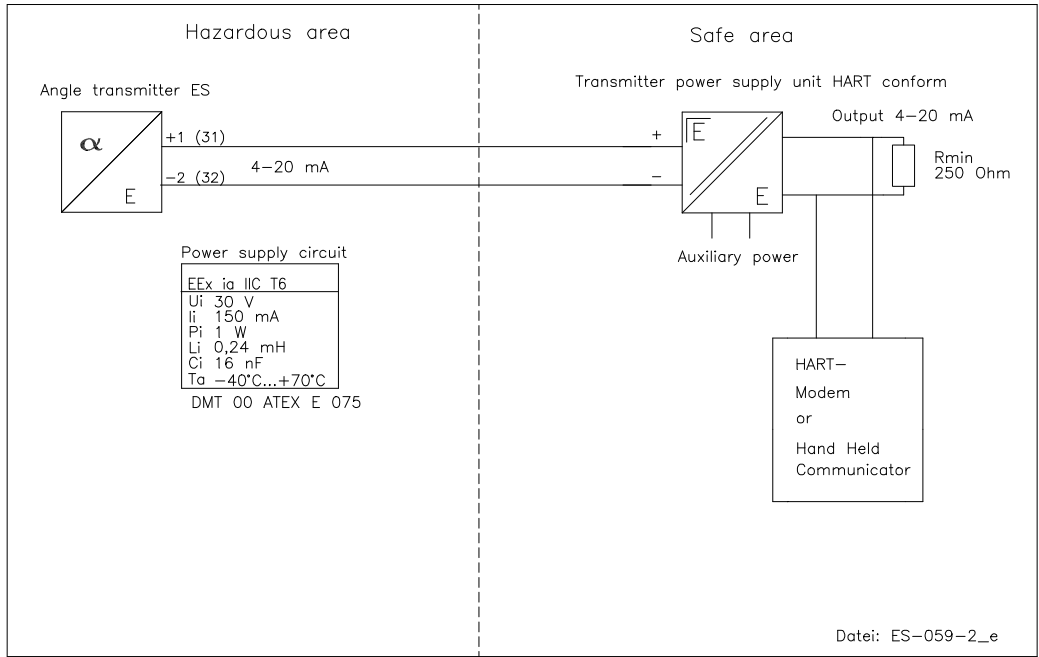 Hazardous area
Safe area
Angle transmitter ES
Transmitter power supply unit HART conform
Output 4-20 mA
α
E
+1 (31)
4-20 mA
-2 (32)
+
-
E
E
Rmin
250 Ohm
Auxiliary power
Power supply circuit
EEx ia IIC T6
Ui 30 V
Ii 150 mA
Pi 1 W
Li 0,24 mH
Ci 16 nF
Ta -40°C...+70°C
DMT 00 ATEX E 075
HART-
Modem
or
Hand Held
Communicator
Datei: ES-059-2_e